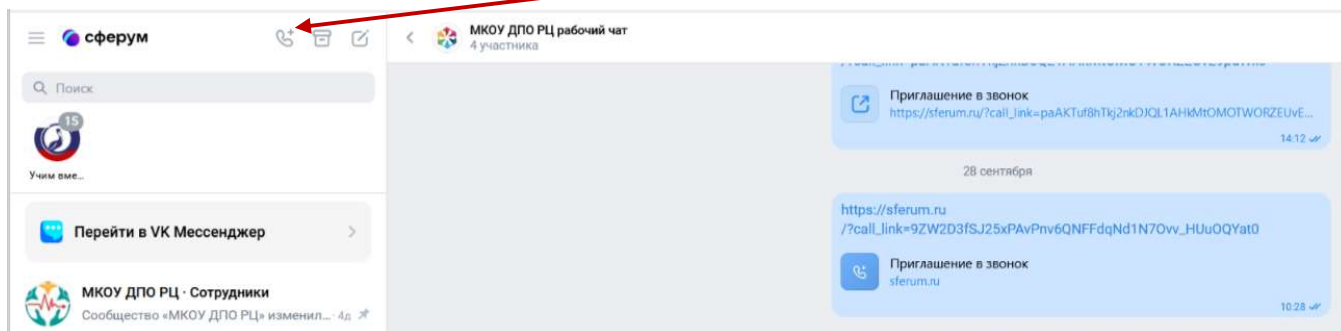 сферум
Поиск
15
Учим вме...
Перейти в VK Мессенджер
МКОУ ДПО РЦ · Сотрудники
Сообщество «МКОУ ДПО РЦ» изменил... · 4д
МКОУ ДПО РЦ рабочий чат
4 участника
Приглашение в звонок
https://sferum.ru/?call_link=paAKTuf8hTkj2nkDJQL1AHkMtOMOTWORZEUvE...
14:12
28 сентября
https://sferum.ru
/?call_link=9ZW2D3fSJ25xPAvPnv6QNFFdqNd1N7Ovv_HUuOQYat0
Приглашение в звонок
sferum.ru
10:28